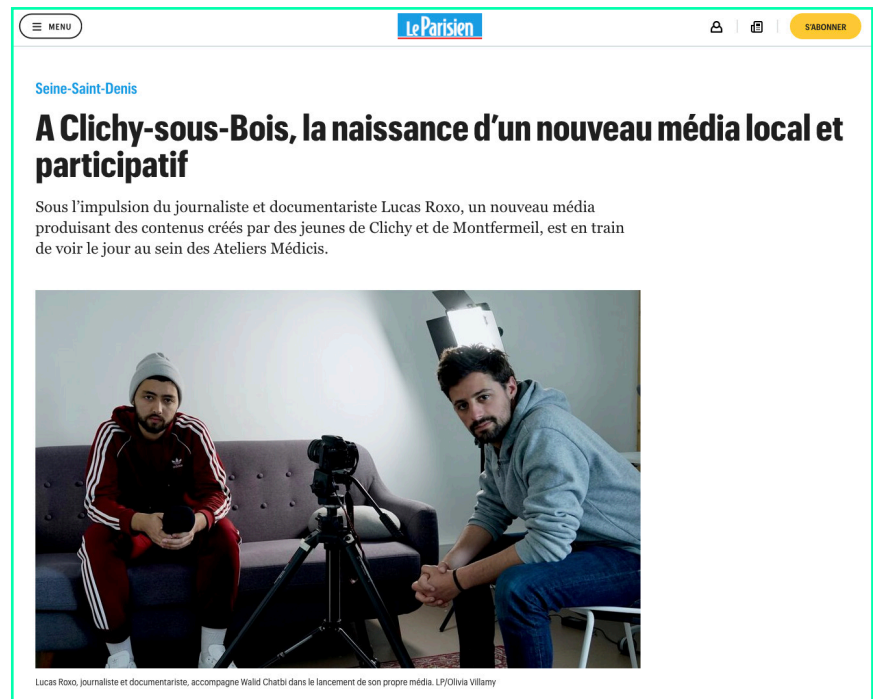 MENU
Le Parisien
S'ABONNER
Seine-Saint-Denis
A Clichy-sous-Bois, la naissance d'un nouveau média local et
participatif
Sous l'impulsion du journaliste et documentariste Lucas Roxo, un nouveau média
produisant des contenus créés par des jeunes de Clichy et de Montfermeil, est en train
de voir le jour au sein des Ateliers Médicis.
Lucas Roxo, journaliste et documentariste, accompagne Walid Chatbi dans le lancement de son propre média. LP/Olivia Villamy